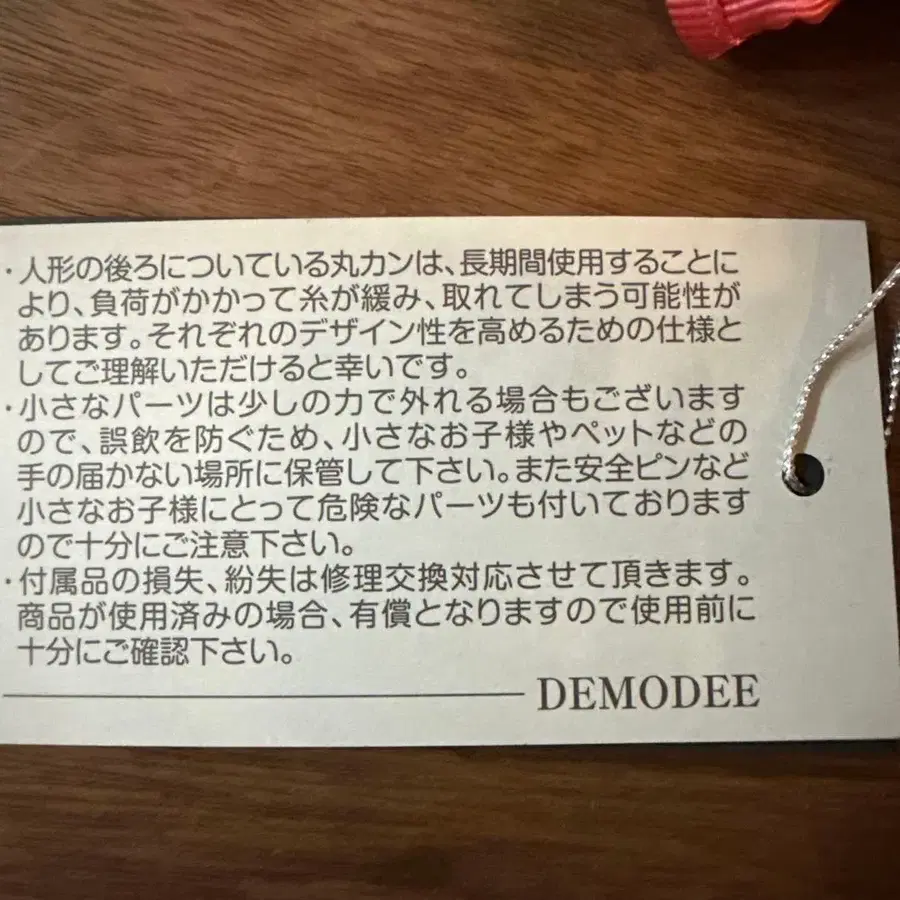 ・人形の後ろについている丸カンは、長期間使用することに
より、負荷がかかって糸が緩み、取れてしまう可能性が
あります。それぞれのデザイン性を高めるための仕様と
してご理解いただけると幸いです。
・小さなパーツは少しの力で外れる場合もございます
ので、誤飲を防ぐため、小さなお子様やペットなどの
手の届かない場所に保管して下さい。また安全ピンなど
小さなお子様にとって危険なパーツも付いております
ので十分にご注意下さい。
・付属品の損失、紛失は修理交換対応させて頂きます。
商品が使用済みの場合、有償となりますので使用前に
十分にご確認下さい。
DEMODEE